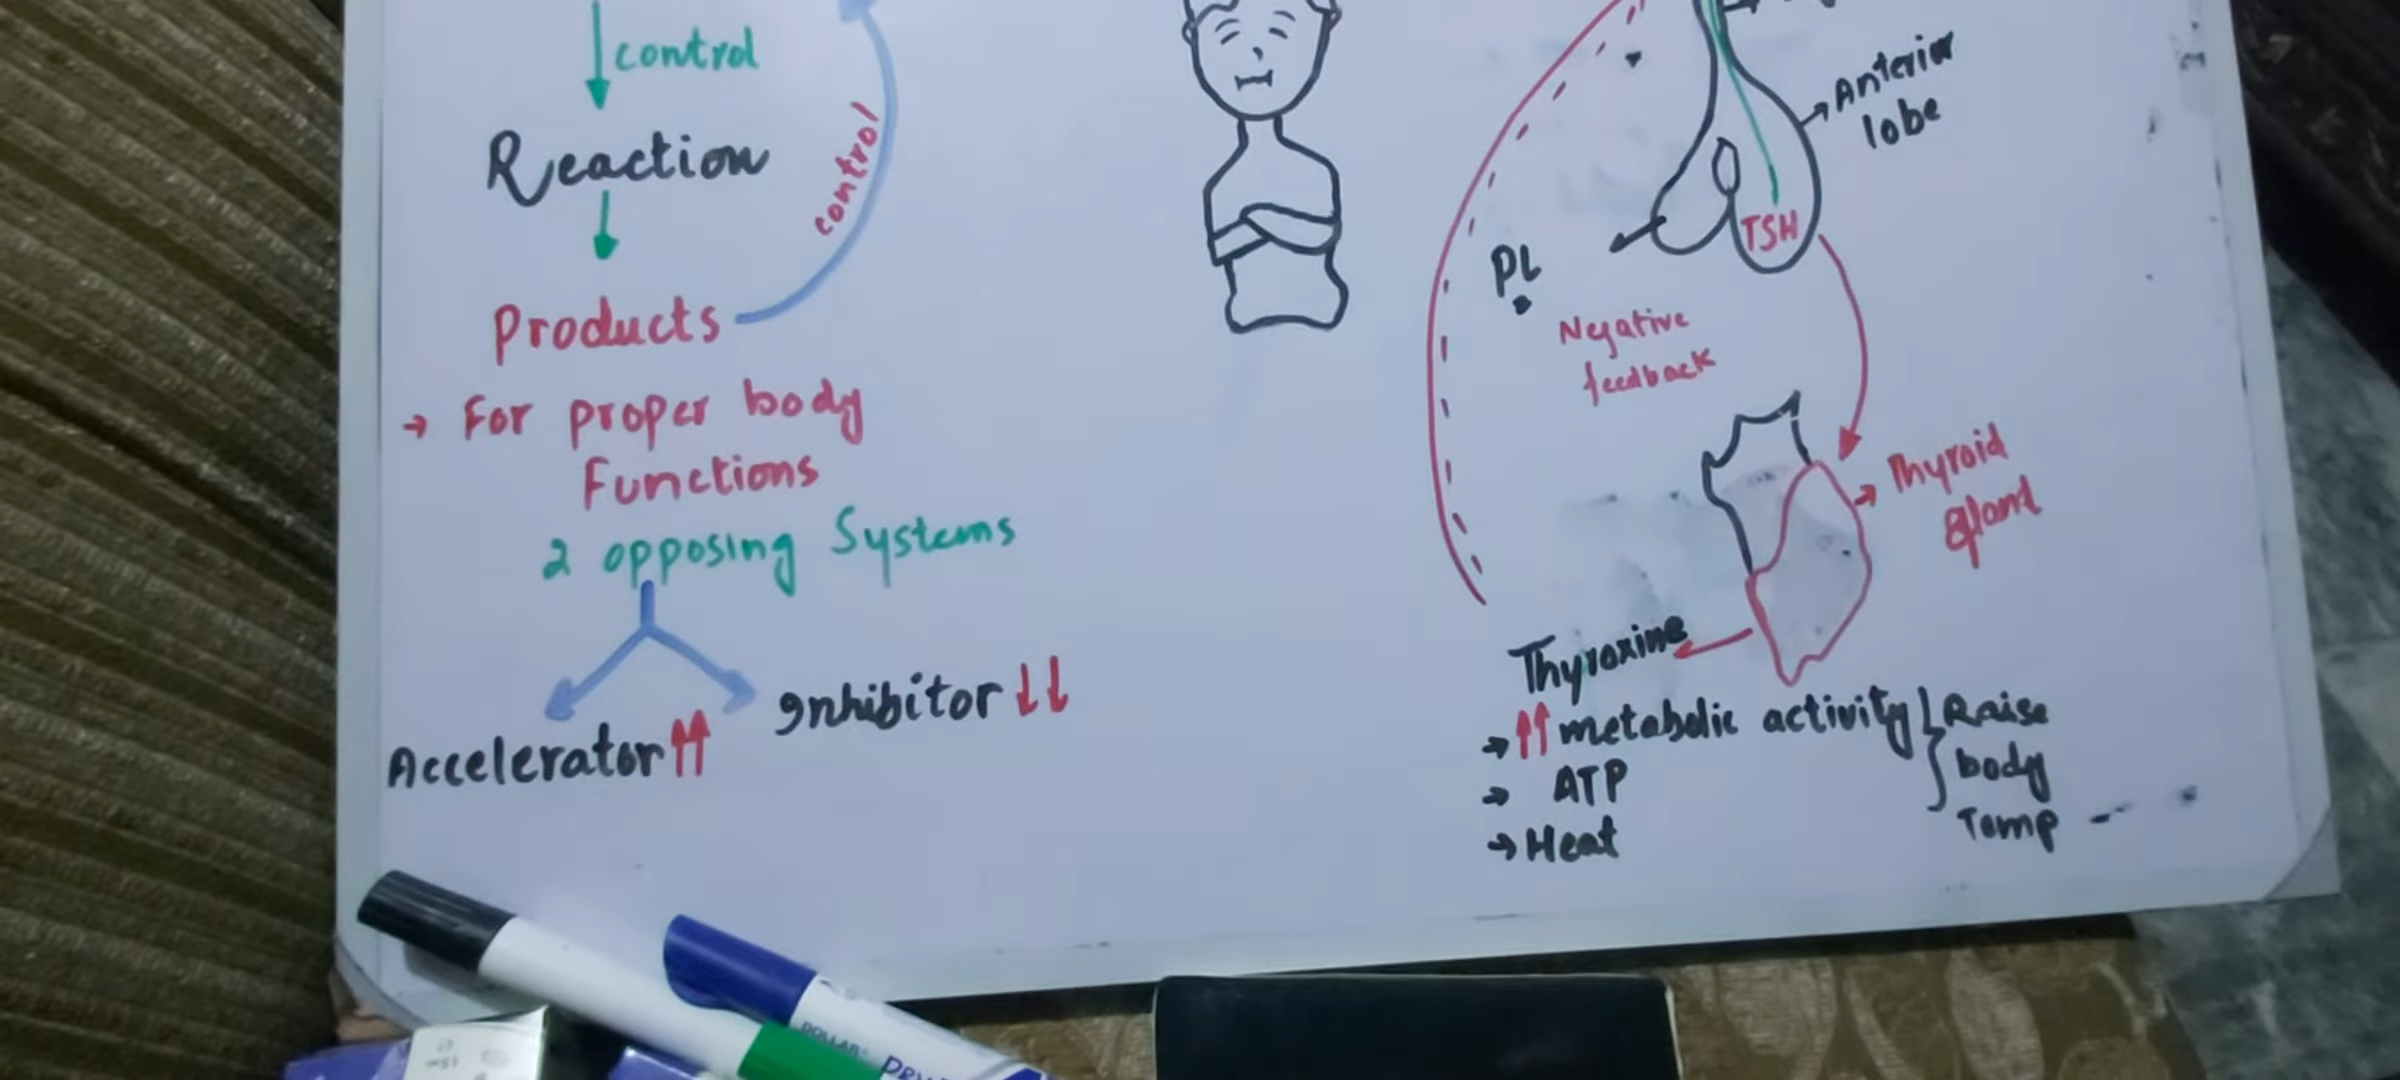 control
Reaction
control
Products
→ For proper body
Functions
2 opposing Systems
Accelerator ↑↑
Inhibitor ↓↓
Anterior
lobe
TSH
PL
Negative
feedback
Thyroid
gland
Thyroxine
→ ↑↑ metabolic activity } Raise
body
Temp
→ ATP
→ Heat
DOLLAR